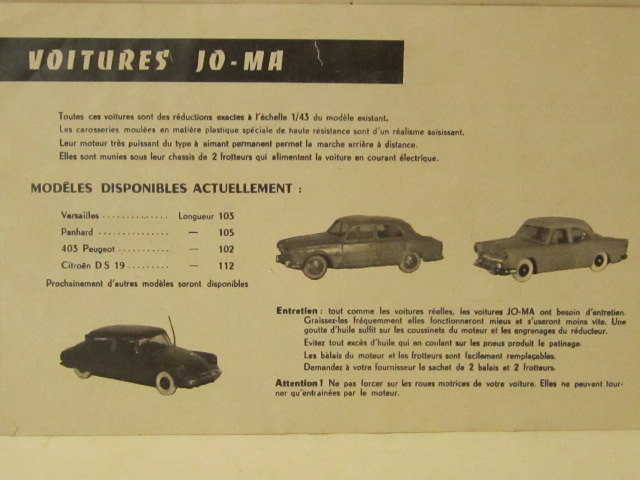 VOITURES JO-MA
Toutes ces voitures sont des réductions exactes à l'échelle 1/43 du modèle existant.
Les carosseries moulées en matière plastique spéciale de haute résistance sont d'un réalisme saisissant.
Leur moteur très puissant du type à aimant permanent permet la marche arrière à distance.
Elles sont munies sous leur chassis de 2 frotteurs qui alimentent la voiture en courant électrique.
MODÈLES DISPONIBLES ACTUELLEMENT :
Versailles .............. Longueur 103
Panhard ............... — 105
403 Peugeot ........... — 102
Citroën DS 19 ......... — 112
Prochainement d'autres modèles seront disponibles
Entretien : tout comme les voitures réelles, les voitures JO-MA ont besoin d'entretien.
Graissez-les fréquemment elles fonctionneront mieux et s'useront moins vite. Une
goutte d'huile suffit sur les coussinets du moteur et les engrenages du réducteur.
Evitez tout excès d'huile qui en coulant sur les pneus produit le patinage.
Les balais du moteur et les frotteurs sont facilement remplaçables.
Demandez à votre fournisseur le sachet de 2 balais et 2 frotteurs.
Attention ! Ne pas forcer sur les roues motrices de votre voiture. Elles ne peuvent tour-
ner qu'entrainées par le moteur.